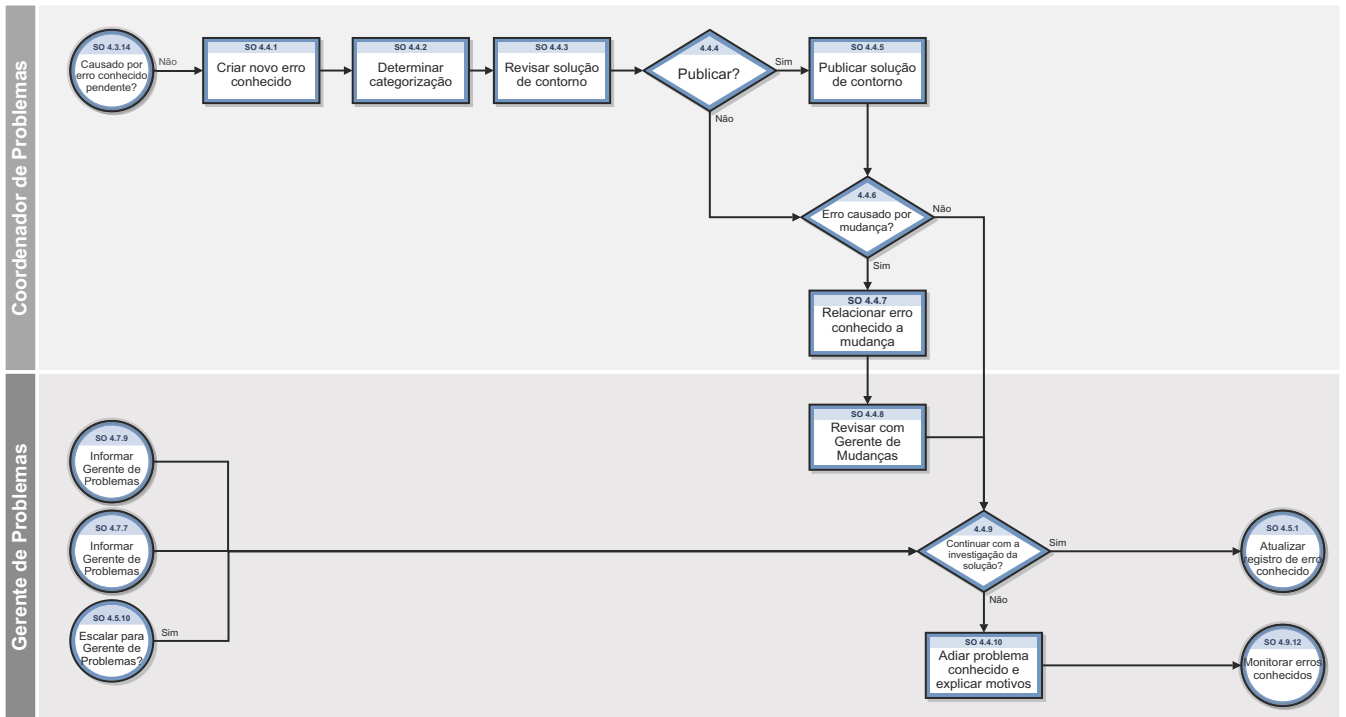 Coordenador de Problemas
SO 4.3.14
Causado por
erro conhecido
pendente?
Não
SO 4.4.1
Criar novo erro
conhecido
SO 4.4.2
Determinar
categorização
SO 4.4.3
Revisar solução
de contorno
4.4.4
Publicar?
Sim
Não
SO 4.4.5
Publicar solução
de contorno
4.4.6
Erro causado por
mudança?
Não
Sim
SO 4.4.7
Relacionar erro
conhecido a
mudança
Gerente de Problemas
SO 4.4.8
Revisar com
Gerente de
Mudanças
SO 4.7.9
Informar
Gerente de
Problemas
SO 4.7.7
Informar
Gerente de
Problemas
SO 4.5.10
Escalar para
Gerente de
Problemas?
Sim
4.4.9
Continuar com a
investigação da
solução?
Sim
Não
SO 4.5.1
Atualizar
registro de erro
conhecido
SO 4.4.10
Adiar problema
conhecido e
explicar motivos
SO 4.9.12
Monitorar erros
conhecidos